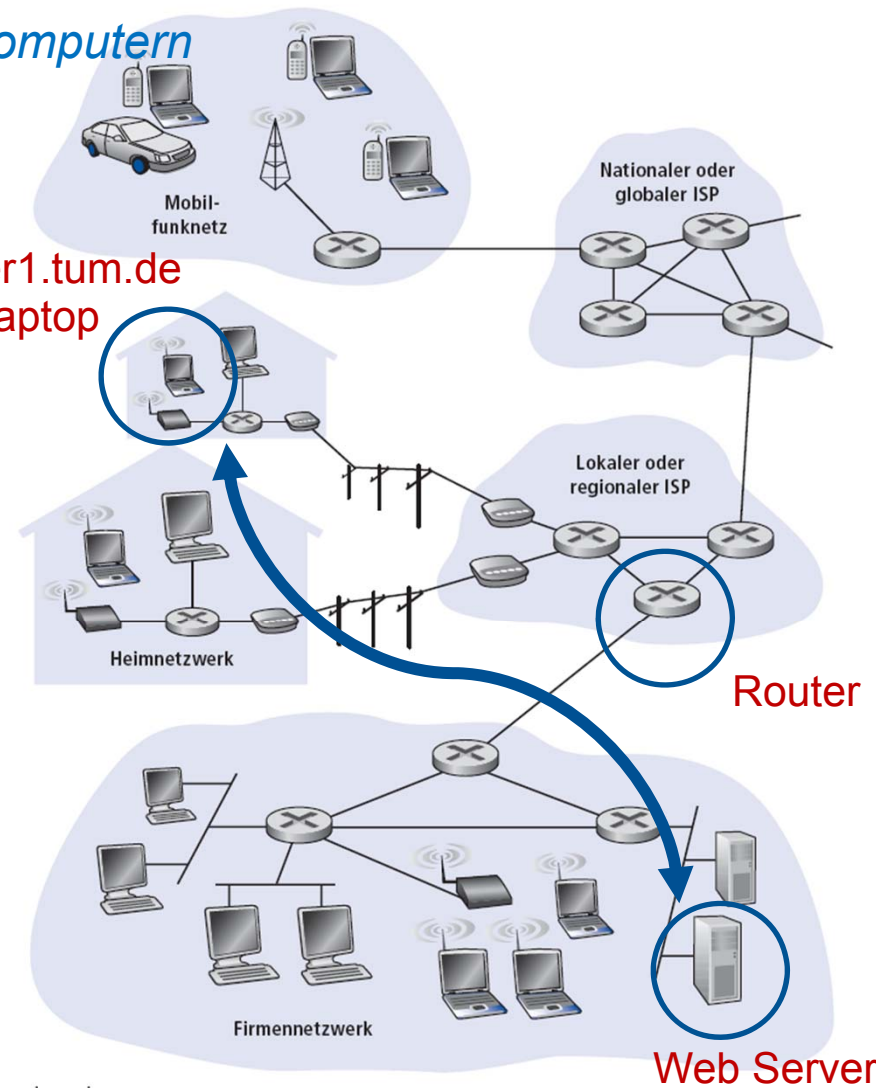 omputern
Mobil-
funknetz
Nationaler oder
globaler ISP
er1.tum.de
aptop
Lokaler oder
regionaler ISP
Heimnetzwerk
Router
Firmennetzwerk
Web Server